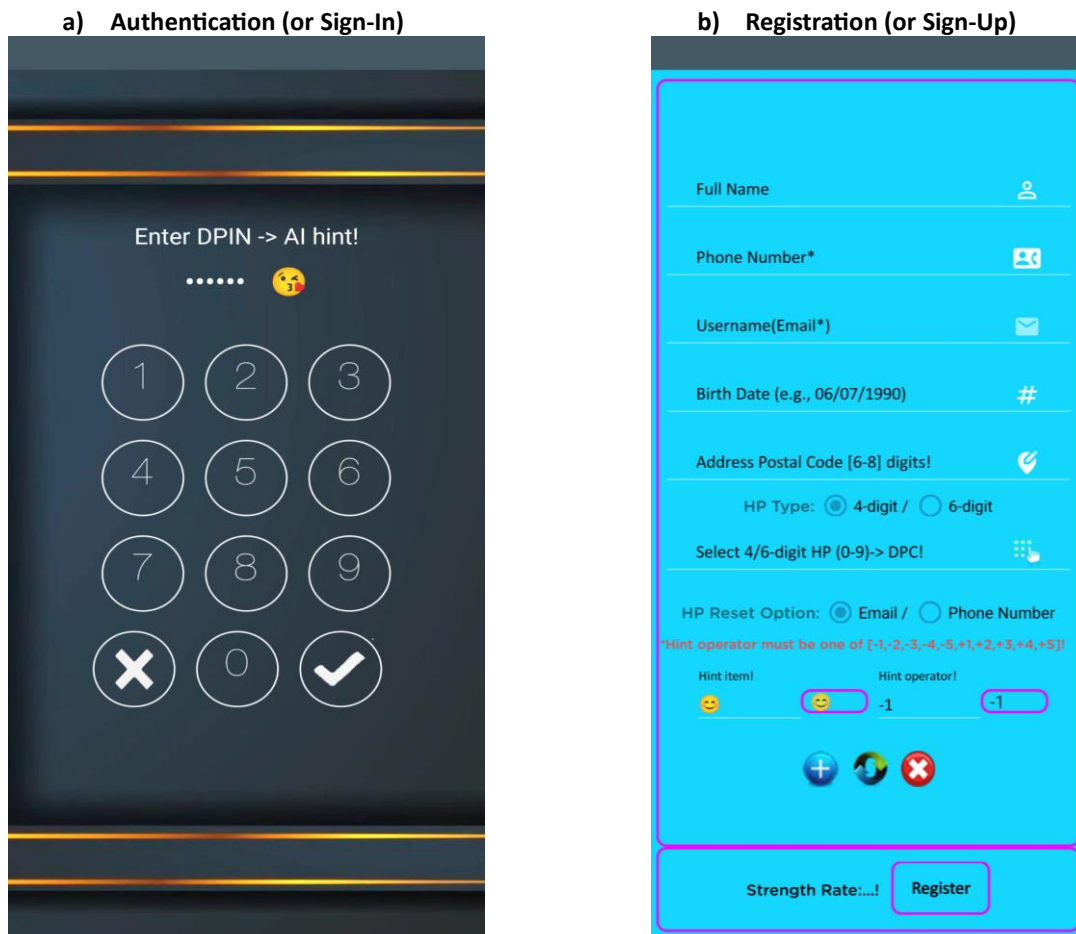 a) Authentication (or Sign-In)
Enter DPIN -> AI hint!
•••••• 😘
1 2 3
4 5 6
7 8 9
0
b) Registration (or Sign-Up)
Full Name
Phone Number*
Username(Email*)
Birth Date (e.g., 06/07/1990)
#
Address Postal Code [6-8] digits!
HP Type: 4-digit / 6-digit
Select 4/6-digit HP (0-9)-> DPC!
HP Reset Option: Email / Phone Number
*Hint operator must be one of [-1,-2,-3,-4,-5,+1,+2,+3,+4,+5]!
Hint item! Hint operator!
😊 😊 -1 -1
Strength Rate:...! Register